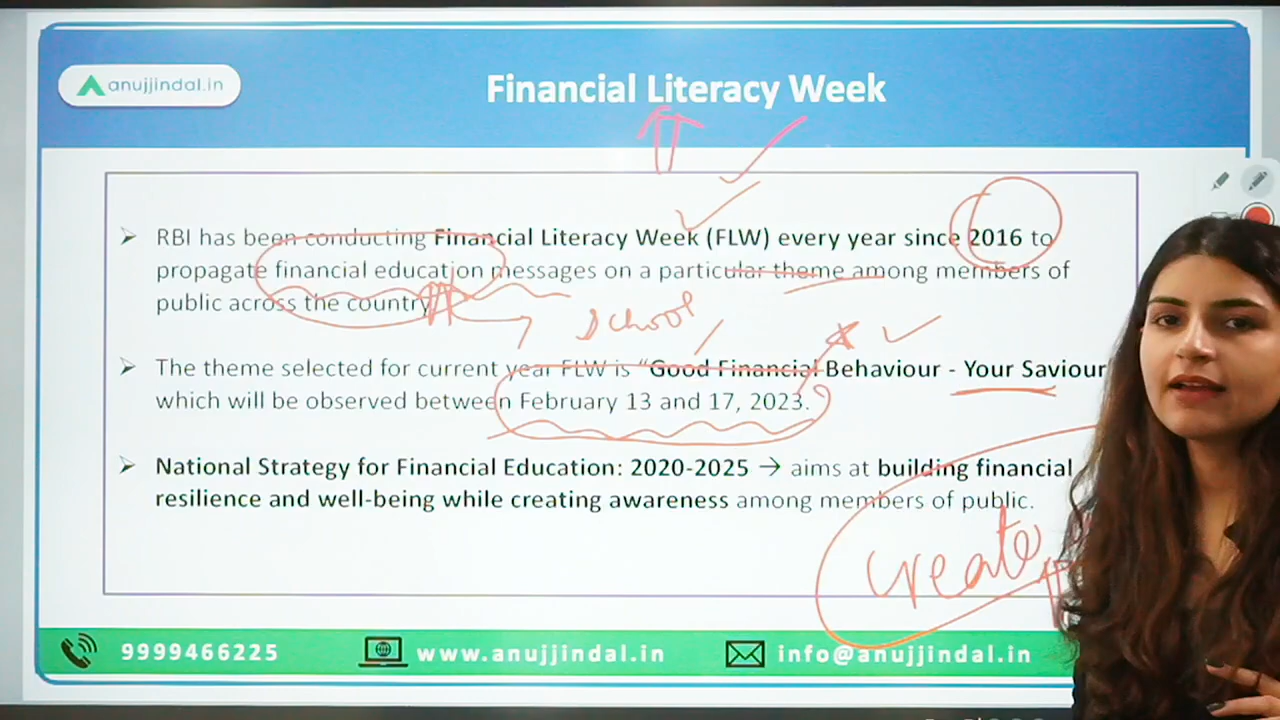 anujjindal.in
Financial Literacy Week
RBI has been conducting Financial Literacy Week (FLW) every year since 2016 to
propagate financial education messages on a particular theme among members of
public across the country
school
The theme selected for current year FLW is "Good Financial Behaviour - Your Saviour
which will be observed between February 13 and 17, 2023.
National Strategy for Financial Education: 2020-2025 → aims at building financial
resilience and well-being while creating awareness among members of public.
create
9999466225
www.anujjindal.in
info@anujjindal.in